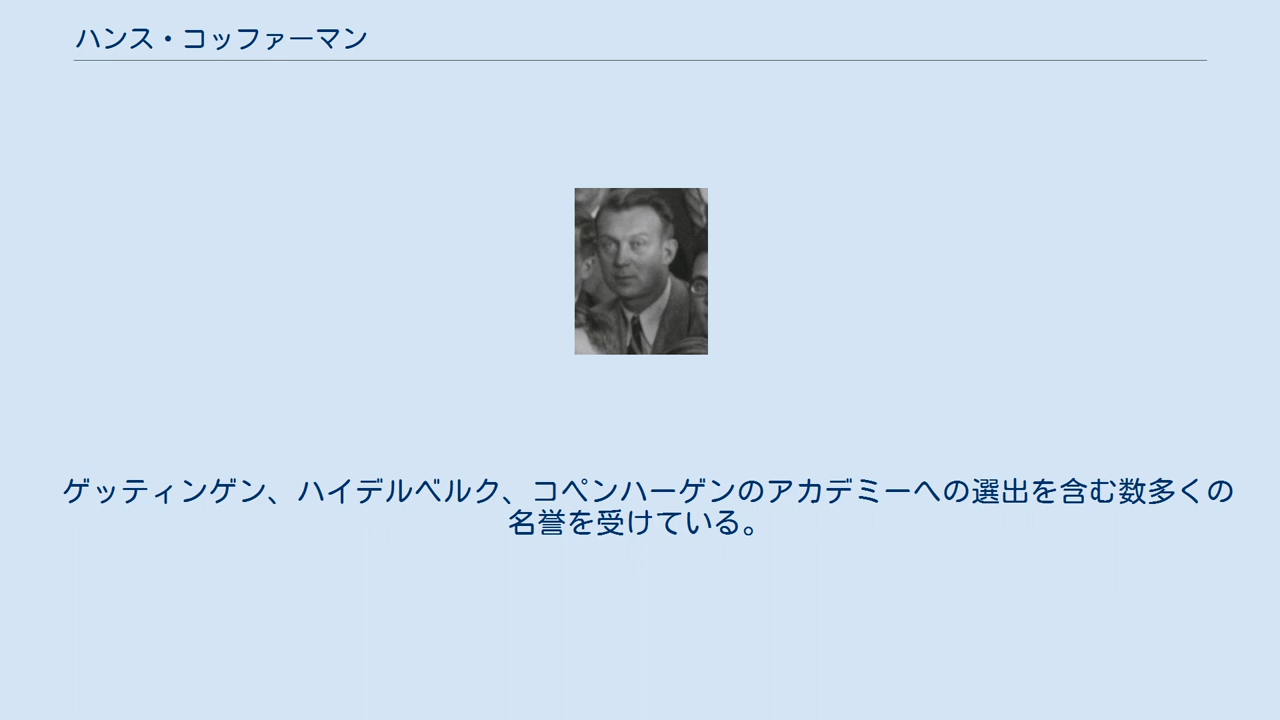 ハンス・コッファーマン
ゲッティンゲン、ハイデルベルク、コペンハーゲンのアカデミーへの選出を含む数多くの
名誉を受けている。